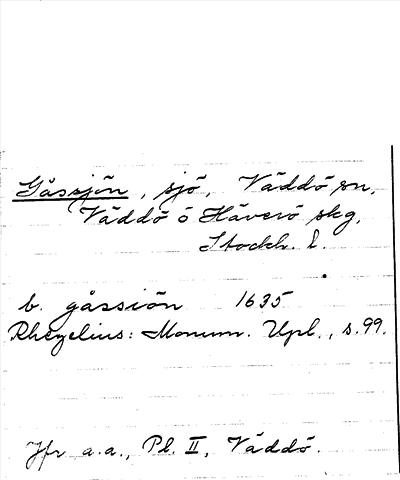 Gåssjön, sjö, Väddö sn,
Väddö o Häverö skg,
Stockh. l.
b. gåssiön 1635
Rhezelius: Monum. Upl., s. 99.
Jfr a.a., Pl. II, Väddö.